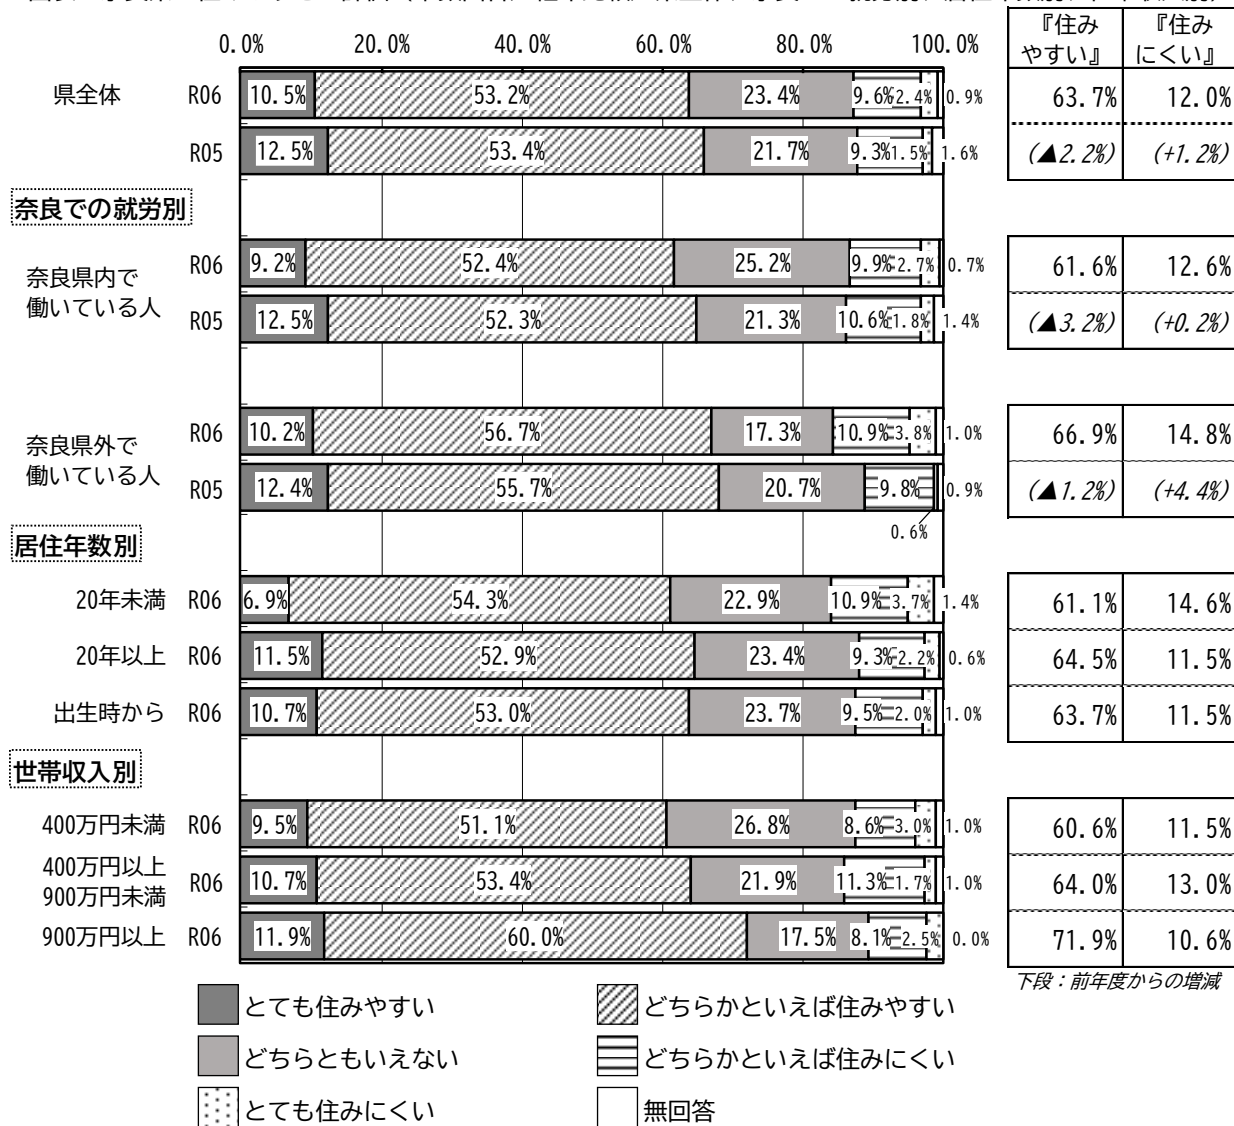 0.0% 20.0% 40.0% 60.0% 80.0% 100.0%
『住みやすい』 『住みにくい』
県全体 R06 10.5% 53.2% 23.4% 9.6% 2.4% 0.9% 63.7% 12.0%
R05 12.5% 53.4% 21.7% 9.3% 1.5% 1.6% (▲2.2%) (+1.2%)
奈良での就労別
奈良県内で
働いている人
R06 9.2% 52.4% 25.2% 9.9% 2.7% 0.7% 61.6% 12.6%
R05 12.5% 52.3% 21.3% 10.6% 1.8% 1.4% (▲3.2%) (+0.2%)
奈良県外で
働いている人
R06 10.2% 56.7% 17.3% 10.9% 3.8% 1.0% 66.9% 14.8%
R05 12.4% 55.7% 20.7% 9.8% 0.6% 0.9% (▲1.2%) (+4.4%)
居住年数別
20年未満 R06 6.9% 54.3% 22.9% 10.9% 3.7% 1.4% 61.1% 14.6%
20年以上 R06 11.5% 52.9% 23.4% 9.3% 2.2% 0.6% 64.5% 11.5%
出生時から R06 10.7% 53.0% 23.7% 9.5% 2.0% 1.0% 63.7% 11.5%
世帯収入別
400万円未満 R06 9.5% 51.1% 26.8% 8.6% 3.0% 1.0% 60.6% 11.5%
400万円以上
900万円未満
R06 10.7% 53.4% 21.9% 11.3% 1.7% 1.0% 64.0% 13.0%
900万円以上 R06 11.9% 60.0% 17.5% 8.1% 2.5% 0.0% 71.9% 10.6%
下段：前年度からの増減
とても住みやすい どちらかといえば住みやすい
どちらともいえない どちらかといえば住みにくい
とても住みにくい 無回答